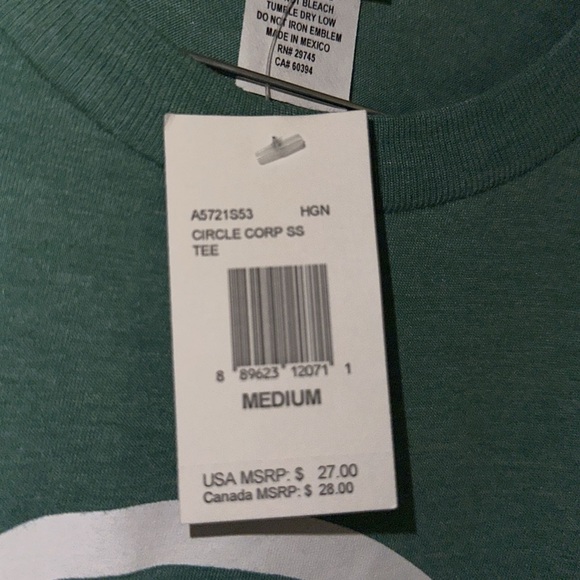 BLEACH
TUMBLE DRY LOW
DO NOT IRON EMBLEM
MADE IN MEXICO
RN# 29745
CA# 60394
A5721S53 HGN
CIRCLE CORP SS
TEE
8 89623 12071 1
MEDIUM
USA MSRP: $ 27.00
Canada MSRP: $ 28.00